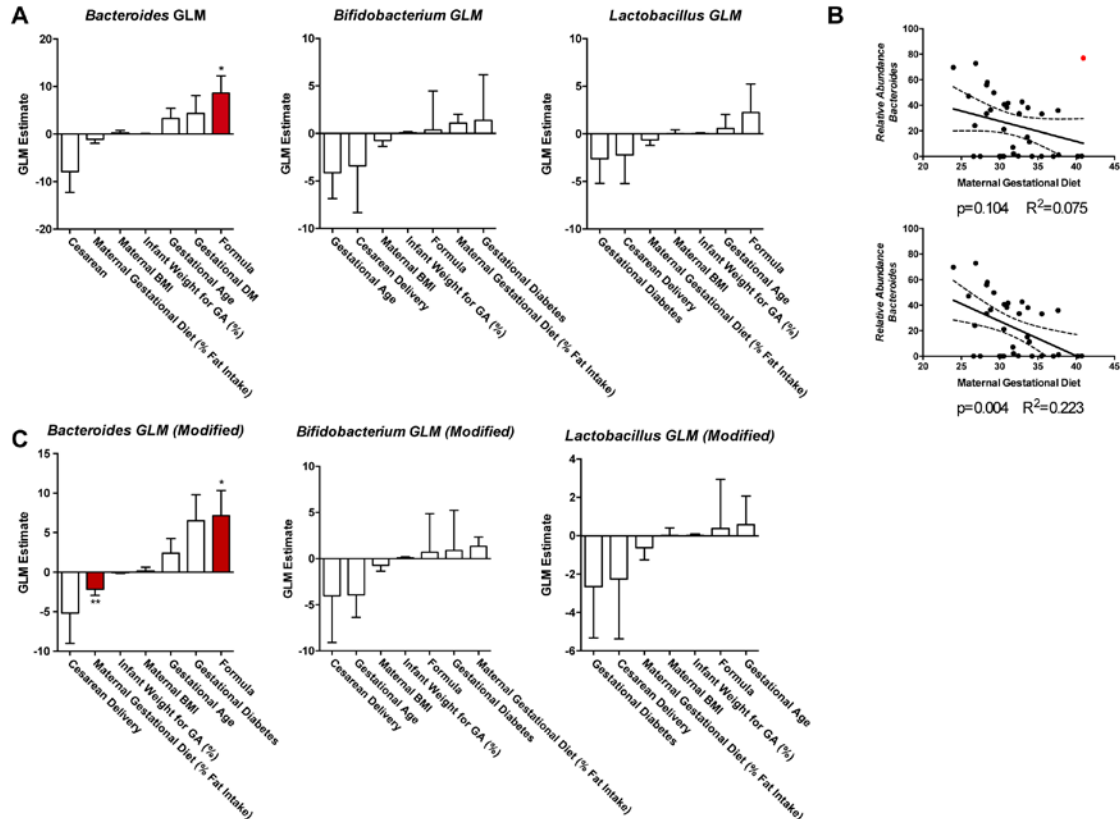 A
Bacteroides GLM
GLM Estimate
20
10
0
-10
-20
*
Cesarean
Maternal Gestational Diet (% Fat Intake)
Maternal BMI
Infant Weight for GA (%)
Gestational Age
Gestational DM
Formula
Bifidobacterium GLM
10
5
0
-5
-10
Gestational Age
Cesarean Delivery
Maternal BMI
Infant Weight for GA (%)
Formula
Maternal Gestational Diet (% Fat Intake)
Gestational Diabetes
Lactobacillus GLM
10
5
0
-5
-10
Gestational Diabetes
Cesarean Delivery
Maternal Gestational Diet (% Fat Intake)
Maternal BMI
Infant Weight for GA (%)
Gestational Age
Formula
B
Relative Abundance
Bacteroides
100
80
60
40
20
0
20 25 30 35 40 45
Maternal Gestational Diet
p=0.104 R²=0.075
Relative Abundance
Bacteroides
100
80
60
40
20
0
20 25 30 35 40 45
Maternal Gestational Diet
p=0.004 R²=0.223
C
Bacteroides GLM (Modified)
GLM Estimate
15
10
5
0
-5
-10
*
**
Cesarean Delivery
Maternal Gestational Diet (% Fat Intake)
Infant Weight for GA (%)
Maternal BMI
Gestational Age
Gestational Diabetes
Formula
Bifidobacterium GLM (Modified)
GLM Estimate
10
5
0
-5
-10
Cesarean Delivery
Gestational Age
Maternal BMI
Infant Weight for GA (%)
Formula
Gestational Diabetes
Maternal Gestational Diet (% Fat Intake)
Lactobacillus GLM (Modified)
GLM Estimate
4
2
0
-2
-4
-6
Gestational Diabetes
Cesarean Delivery
Maternal Gestational Diet (% Fat Intake)
Maternal BMI
Infant Weight for GA (%)
Formula
Gestational Age